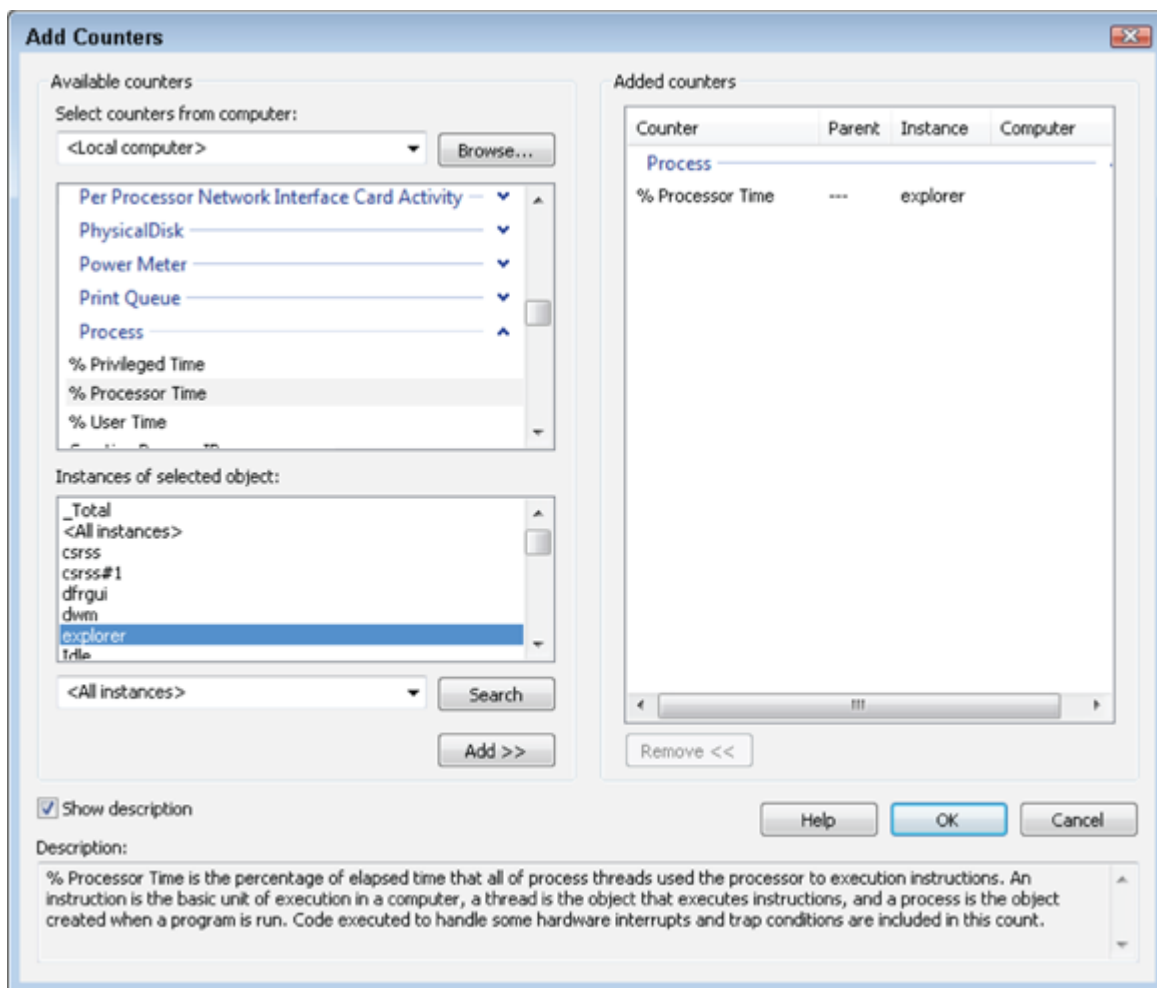 Add Counters
Available counters
Select counters from computer:
<Local computer>
Browse...
Per Processor Network Interface Card Activity
PhysicalDisk
Power Meter
Print Queue
Process
% Privileged Time
% Processor Time
% User Time
Instances of selected object:
_Total
<All instances>
csrss
csrss#1
dfrgui
dwm
explorer
Idle
<All instances>
Search
Add >>
Added counters
Counter Parent Instance Computer
Process
% Processor Time --- explorer
Remove <<
Show description
Help
OK
Cancel
Description:
% Processor Time is the percentage of elapsed time that all of process threads used the processor to execution instructions. An
instruction is the basic unit of execution in a computer, a thread is the object that executes instructions, and a process is the object
created when a program is run. Code executed to handle some hardware interrupts and trap conditions are included in this count.